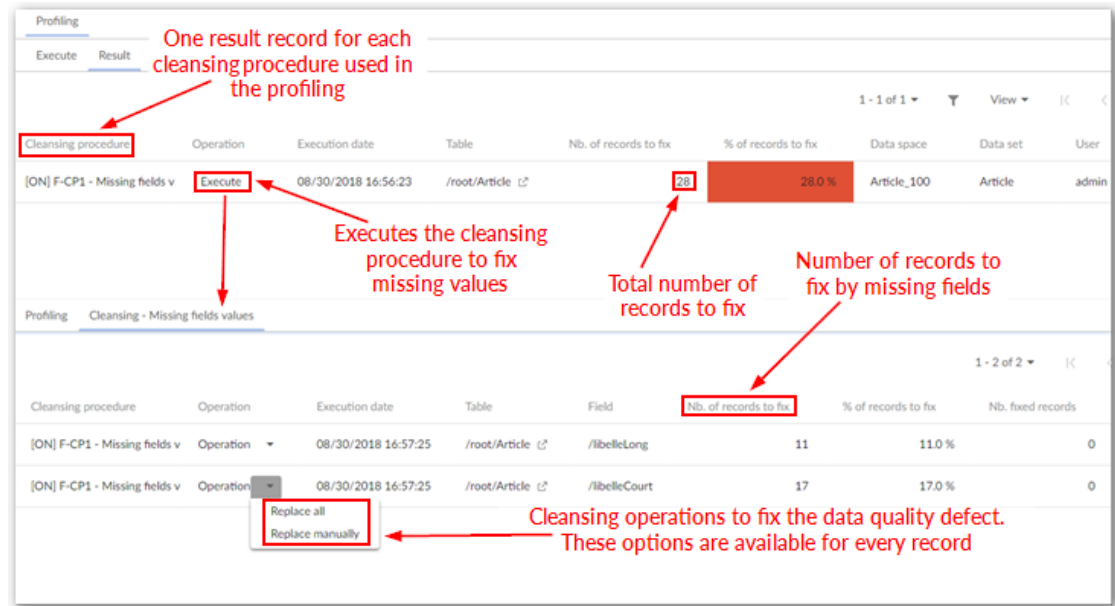 Profiling
One result record for each
Execute Result
cleansing procedure used in
the profiling
1 - 1 of 1 View
Cleansing procedure Operation Execution date Table Nb. of records to fix % of records to fix Data space Data set User
[ON] F-CP1 - Missing fields v Execute 08/30/2018 16:56:23 /root/Article 28 28.0 % Article_100 Article admin
Executes the cleansing
procedure to fix
missing values
Total number of
records to fix
Number of records to
fix by missing fields
Profiling Cleansing - Missing fields values
1 - 2 of 2
Cleansing procedure Operation Execution date Table Field Nb. of records to fix % of records to fix Nb. fixed records
[ON] F-CP1 - Missing fields v Operation 08/30/2018 16:57:25 /root/Article /libelleLong 11 11.0 % 0
[ON] F-CP1 - Missing fields v Operation 08/30/2018 16:57:25 /root/Article /libelleCourt 17 17.0 % 0
Replace all
Replace manually
Cleansing operations to fix the data quality defect.
These options are available for every record